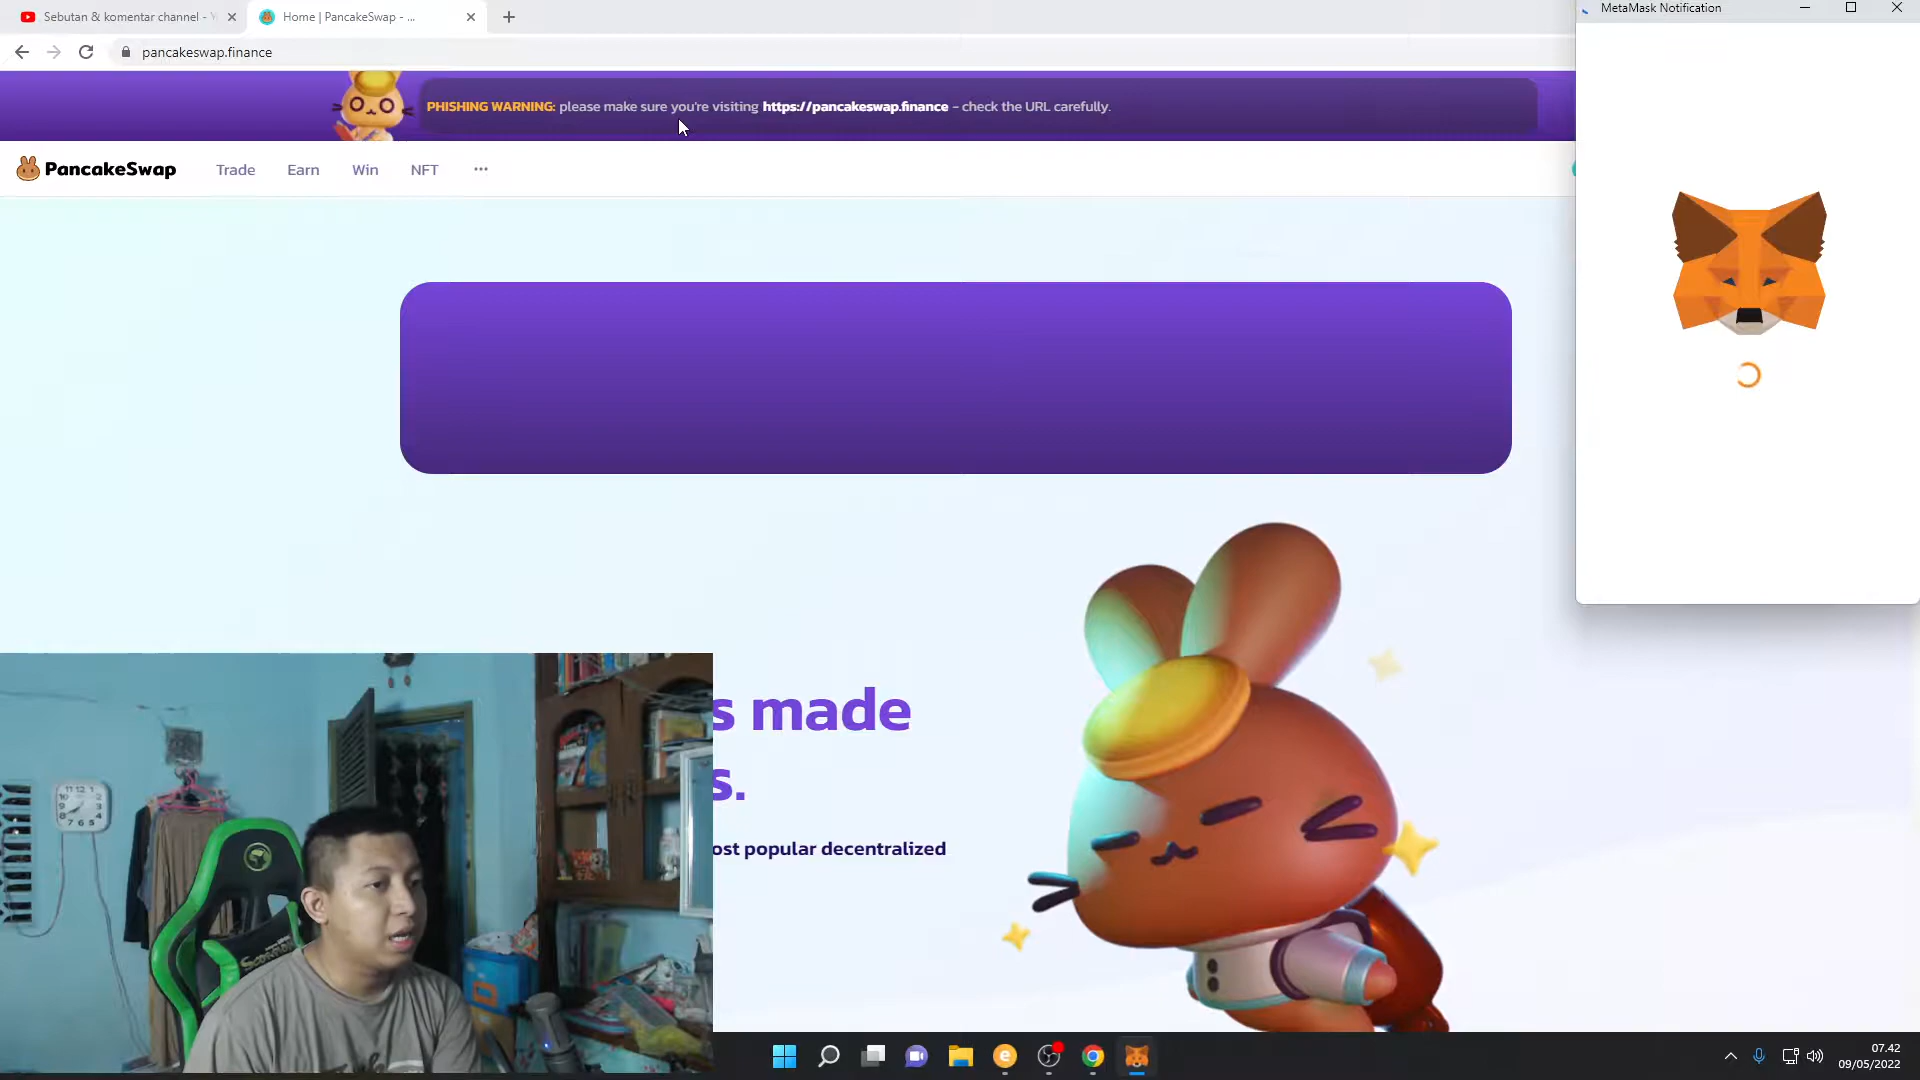 Sebutan & komentar channel - Y
Home | PancakeSwap - ...
MetaMask Notification
pancakeswap.finance
PHISHING WARNING: please make sure you're visiting https://pancakeswap.finance - check the URL carefully.
PancakeSwap
Trade
Earn
Win
NFT
s made
s.
ost popular decentralized
07.42
09/05/2022